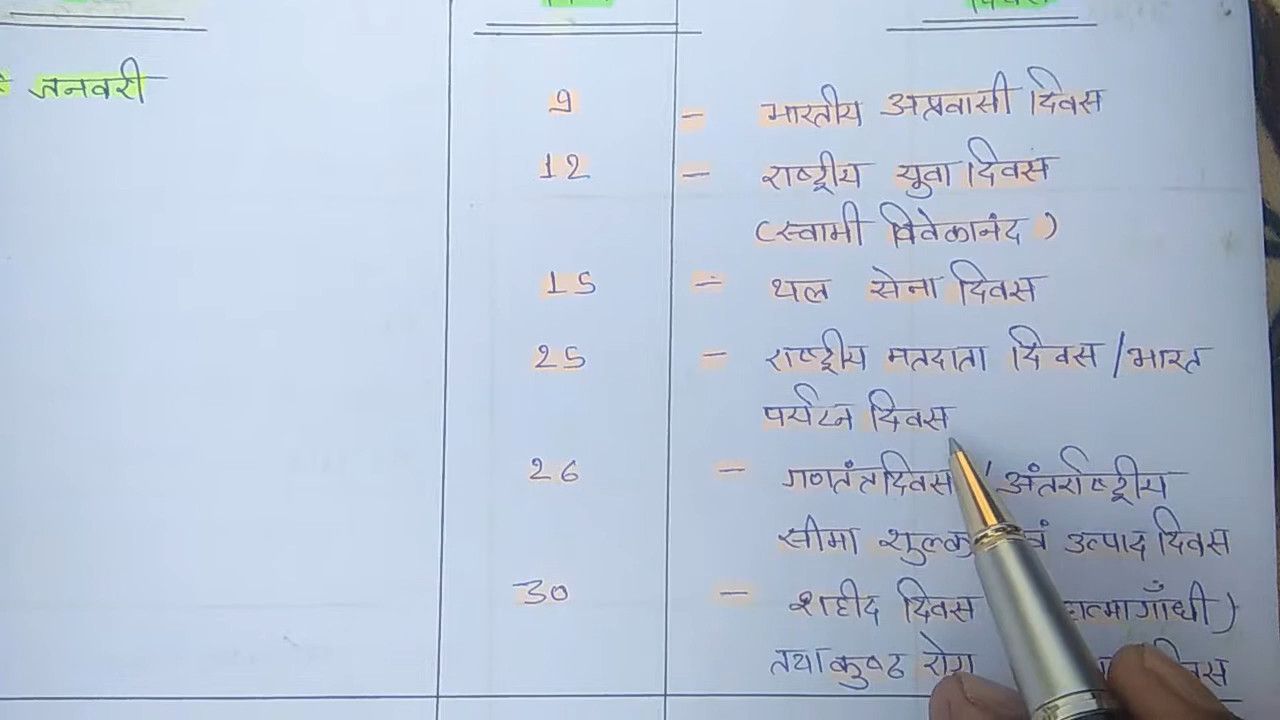 जनवरी
9 - भारतीय अप्रवासी दिवस
12 - राष्ट्रीय युवा दिवस
(स्वामी विवेकानंद)
15 - थल सेना दिवस
25 - राष्ट्रीय मतदाता दिवस / भारत
पर्यटन दिवस
26 - गणतंत्र दिवस / अंतर्राष्ट्रीय
सीमा शुल्क उत्पाद दिवस
30 - शहीद दिवस गाँधी)
तथा कुष्ठ रोग